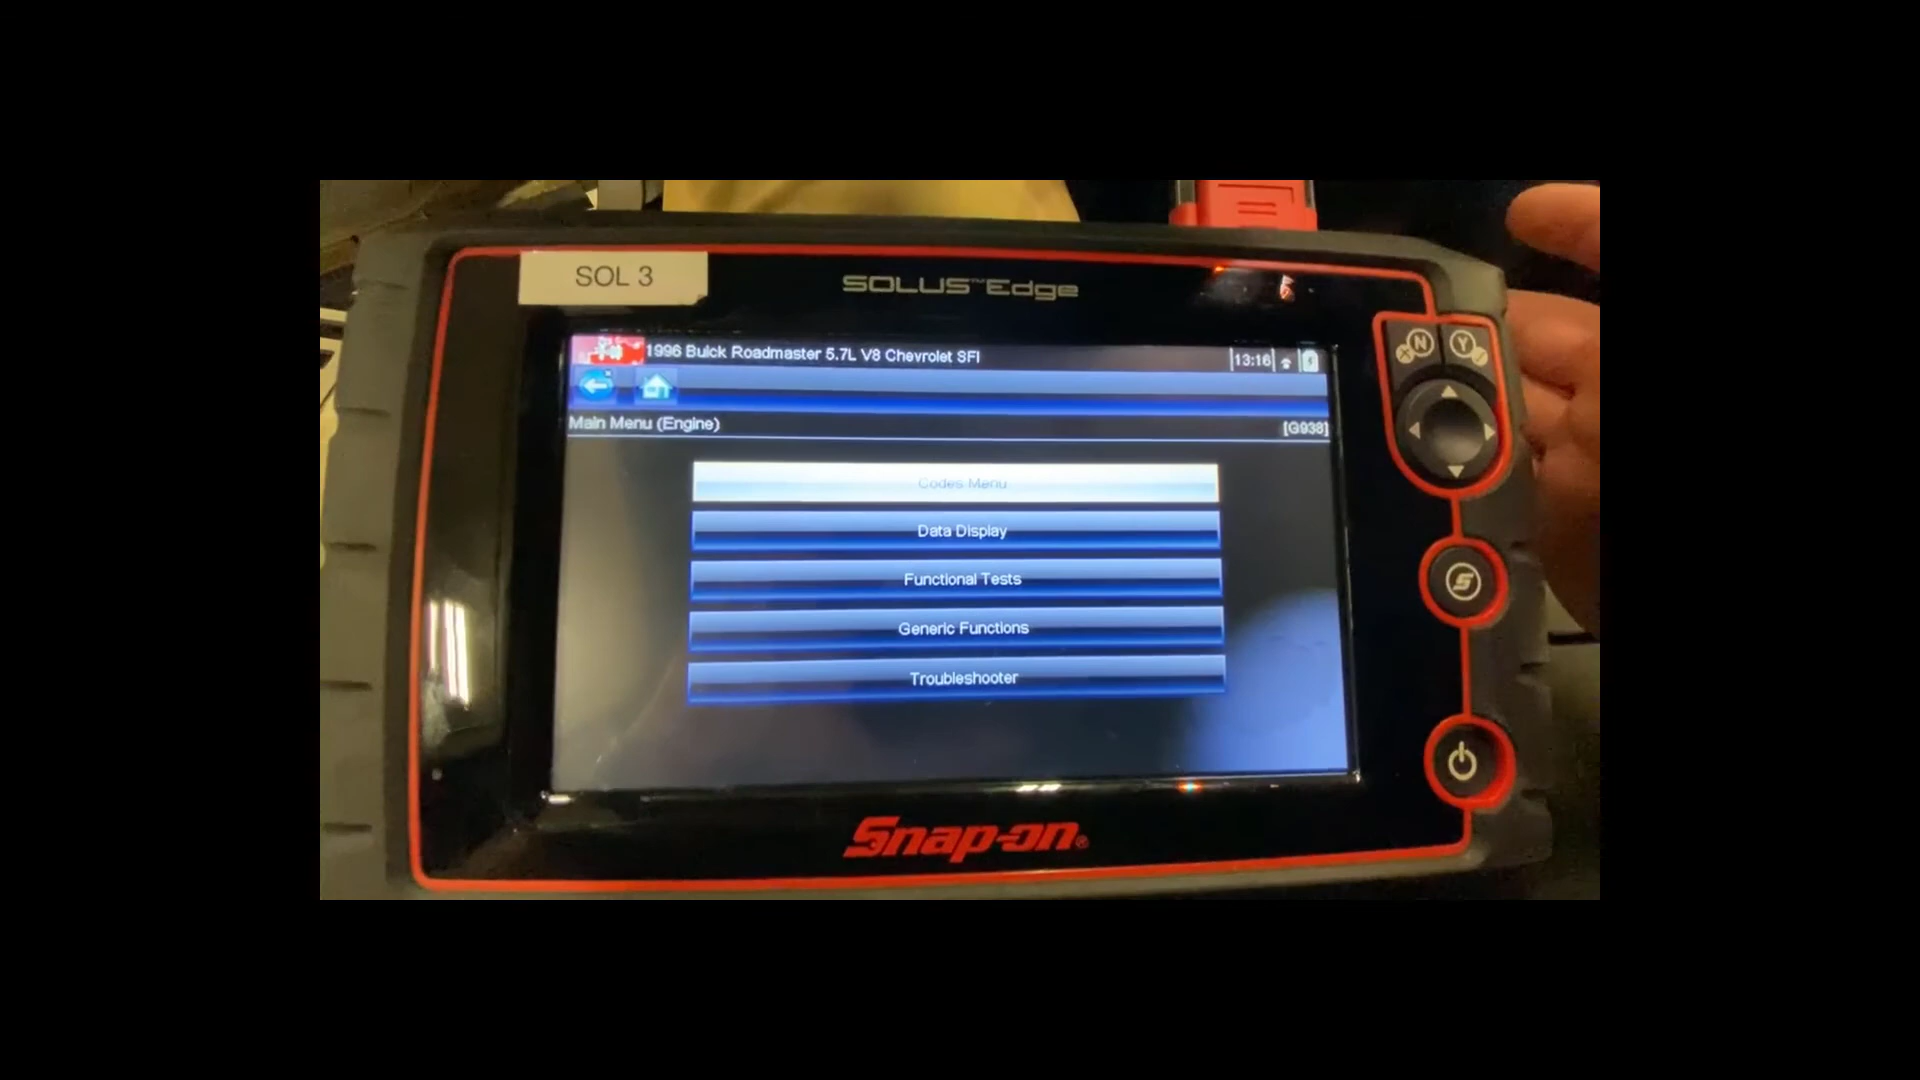 SOL 3
SOLUS™ Edge
1996 Buick Roadmaster 5.7L V8 Chevrolet SFI
13:16
Main Menu (Engine)
[G938]
Codes Menu
Data Display
Functional Tests
Generic Functions
Troubleshooter
N
X
Y
S
Snap-on®